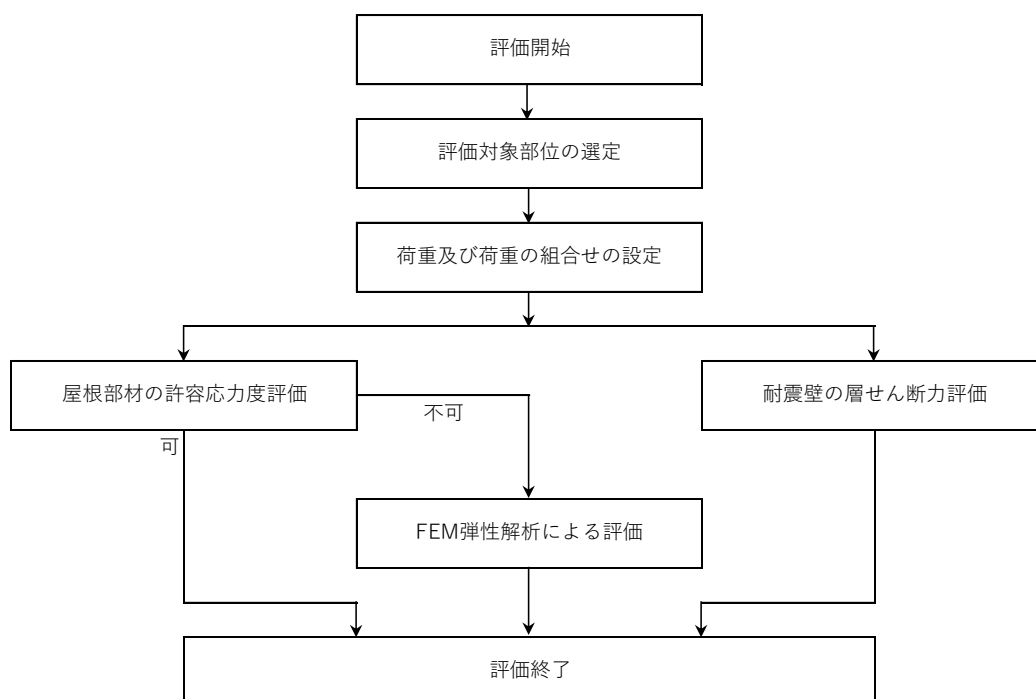 評価開始
評価対象部位の選定
荷重及び荷重の組合せの設定
屋根部材の許容応力度評価
耐震壁の層せん断力評価
不可
可
FEM弾性解析による評価
評価終了